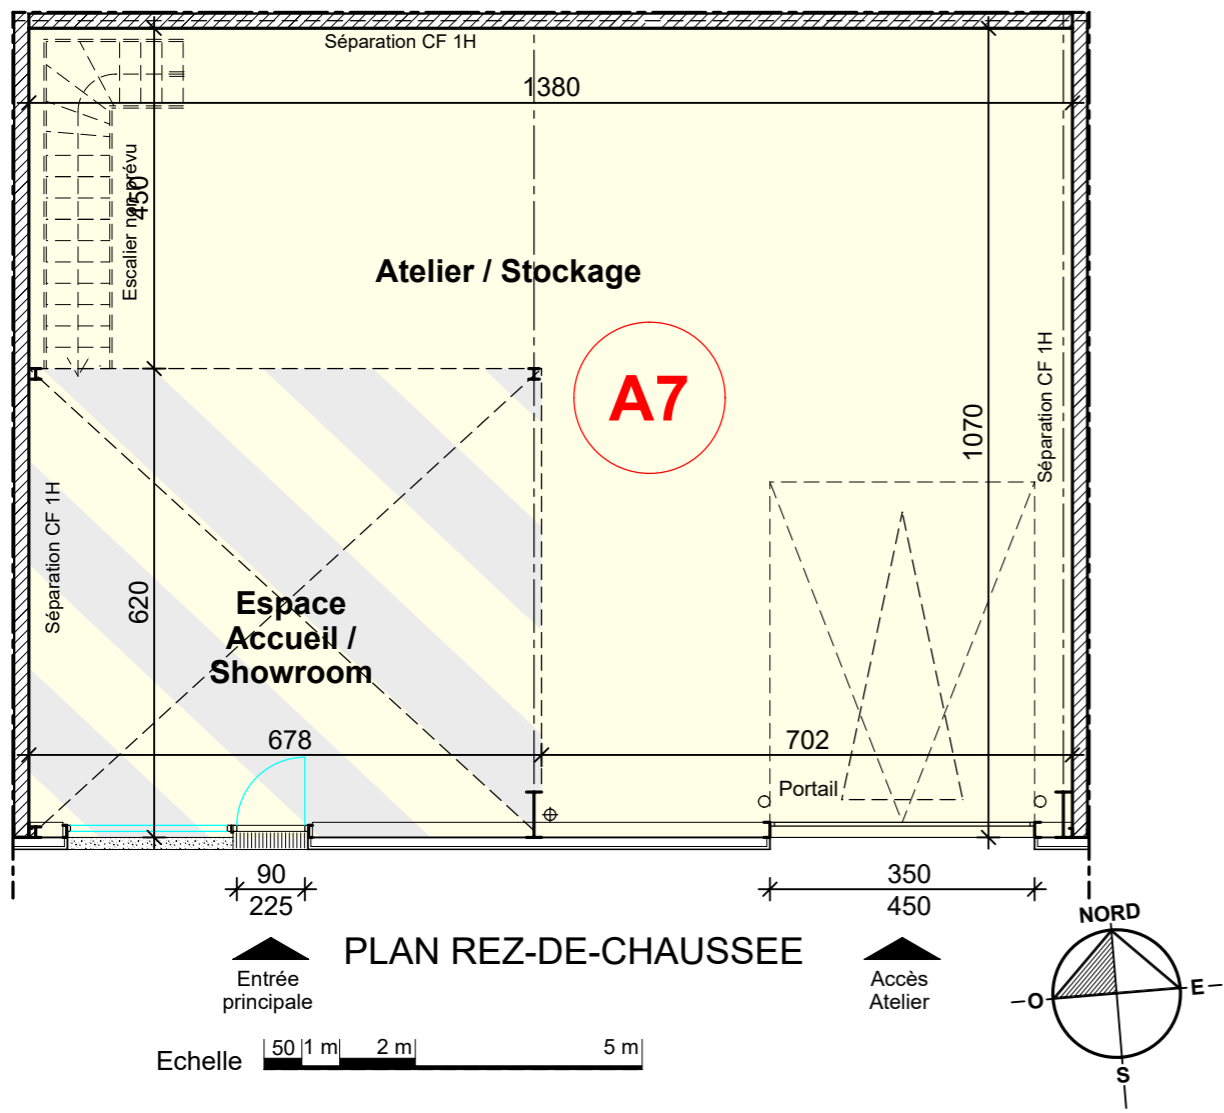 Séparation CF 1H
1380
Escalier non prévu
450
Atelier / Stockage
A7
1070
Séparation CF 1H
Séparation CF 1H
620
Espace
Accueil /
Showroom
678
702
Portail
90
225
350
450
NORD
PLAN REZ-DE-CHAUSSEE
Entrée
principale
Accès
Atelier
O
E
S
Echelle
50 1 m 2 m 5 m